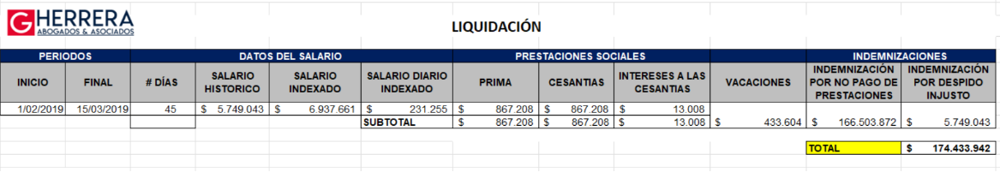 GHERRERA
ABOGADOS & ASOCIADOS
LIQUIDACIÓN
PERIODOS DATOS DEL SALARIO PRESTACIONES SOCIALES INDEMNIZACIONES
INICIO FINAL # DÍAS SALARIO HISTORICO SALARIO INDEXADO SALARIO DIARIO INDEXADO PRIMA CESANTIAS INTERESES A LAS CESANTIAS VACACIONES INDEMNIZACIÓN POR NO PAGO DE PRESTACIONES INDEMNIZACIÓN POR DESPIDO INJUSTO
1/02/2019 15/03/2019 45 $ 5.749.043 $ 6.937.661 $ 231.255 $ 867.208 $ 867.208 $ 13.008
SUBTOTAL $ 867.208 $ 867.208 $ 13.008 $ 433.604 $ 166.503.872 $ 5.749.043
TOTAL $ 174.433.942